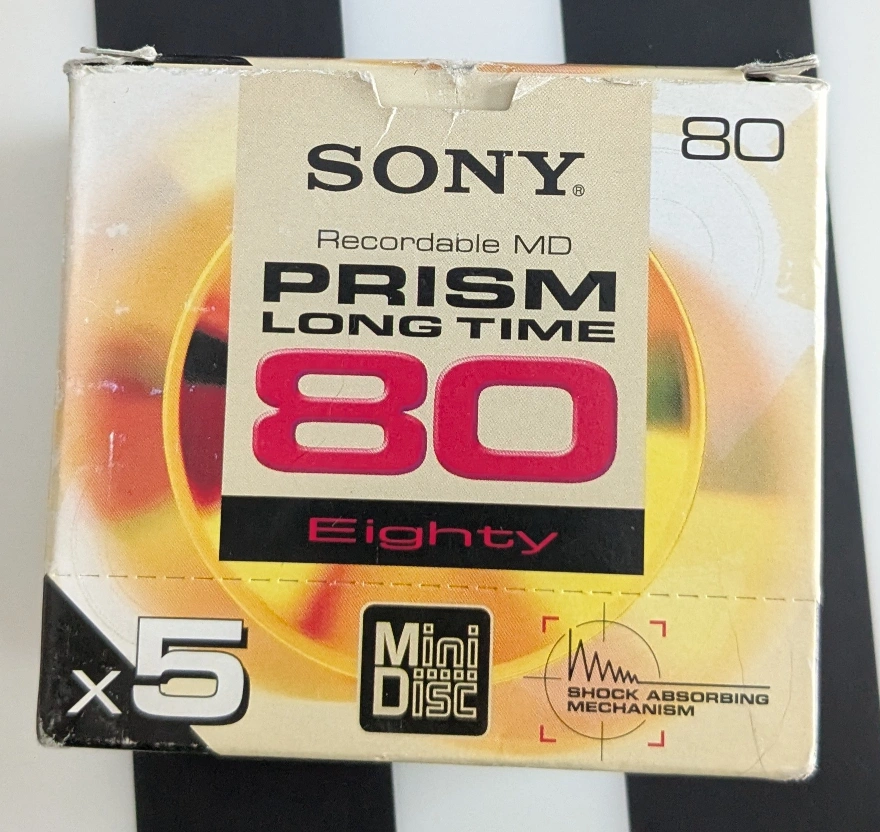 80
SONY®
Recordable MD
PRISM
LONG TIME
80
Eighty
x5
Mini
Disc
SHOCK ABSORBING
MECHANISM